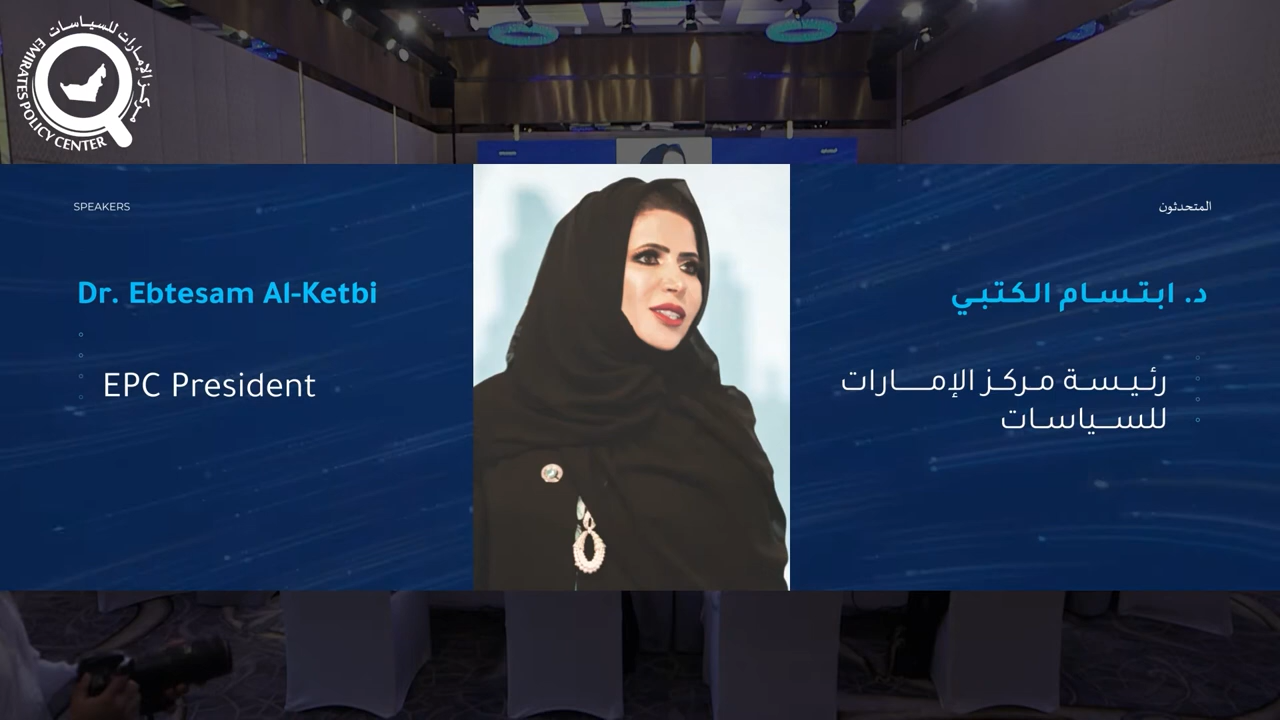 مركز الإمارات للسياسات
EMIRATES POLICY CENTER
SPEAKERS
المتحدثون
Dr. Ebtesam Al-Ketbi
د. ابتسام الكتبي
EPC President
رئيسة مركز الإمارات
للسياسات